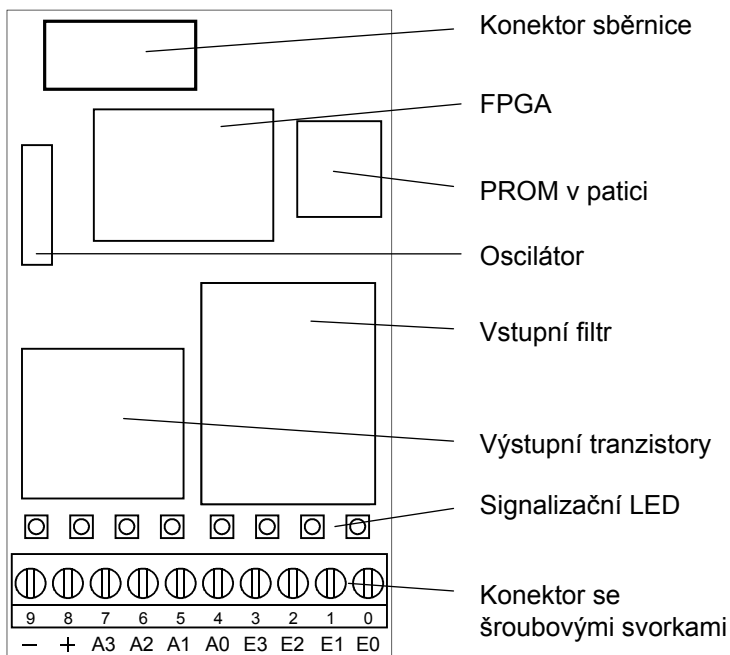 Konektor sběrnice
FPGA
PROM v patici
Oscilátor
Vstupní filtr
Výstupní tranzistory
Signalizační LED
Konektor se
šroubovými svorkami
9 8 7 6 5 4 3 2 1 0
− + A3 A2 A1 A0 E3 E2 E1 E0